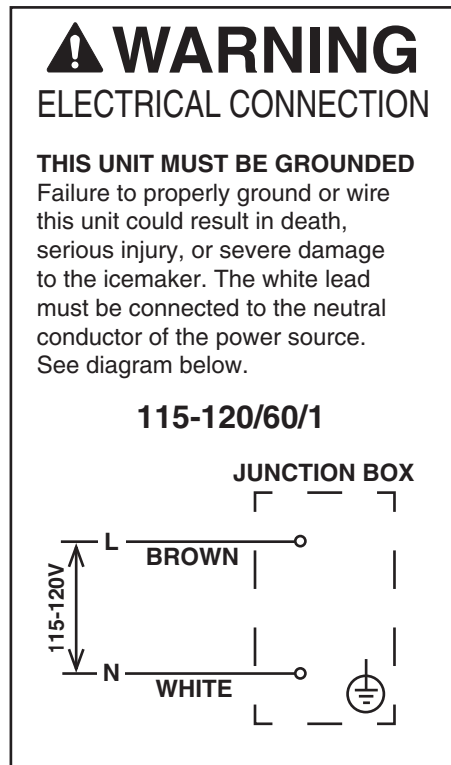 WARNING
ELECTRICAL CONNECTION
THIS UNIT MUST BE GROUNDED
Failure to properly ground or wire
this unit could result in death,
serious injury, or severe damage
to the icemaker. The white lead
must be connected to the neutral
conductor of the power source.
See diagram below.
115-120/60/1
JUNCTION BOX
L
BROWN
115-120V
N
WHITE